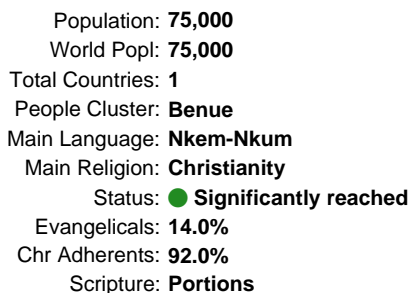 Population: 75,000
World Popl: 75,000
Total Countries: 1
People Cluster: Benue
Main Language: Nkem-Nkum
Main Religion: Christianity
Status: Significantly reached
Evangelicals: 14.0%
Chr Adherents: 92.0%
Scripture: Portions